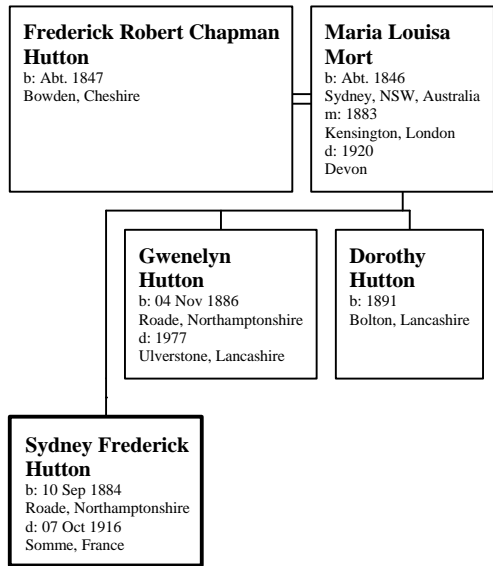 Frederick Robert Chapman
Hutton
b: Abt. 1847
Bowden, Cheshire
Maria Louisa
Mort
b: Abt. 1846
Sydney, NSW, Australia
m: 1883
Kensington, London
d: 1920
Devon
Gwenelyn
Hutton
b: 04 Nov 1886
Roade, Northamptonshire
d: 1977
Ulverstone, Lancashire
Dorothy
Hutton
b: 1891
Bolton, Lancashire
Sydney Frederick
Hutton
b: 10 Sep 1884
Roade, Northamptonshire
d: 07 Oct 1916
Somme, France